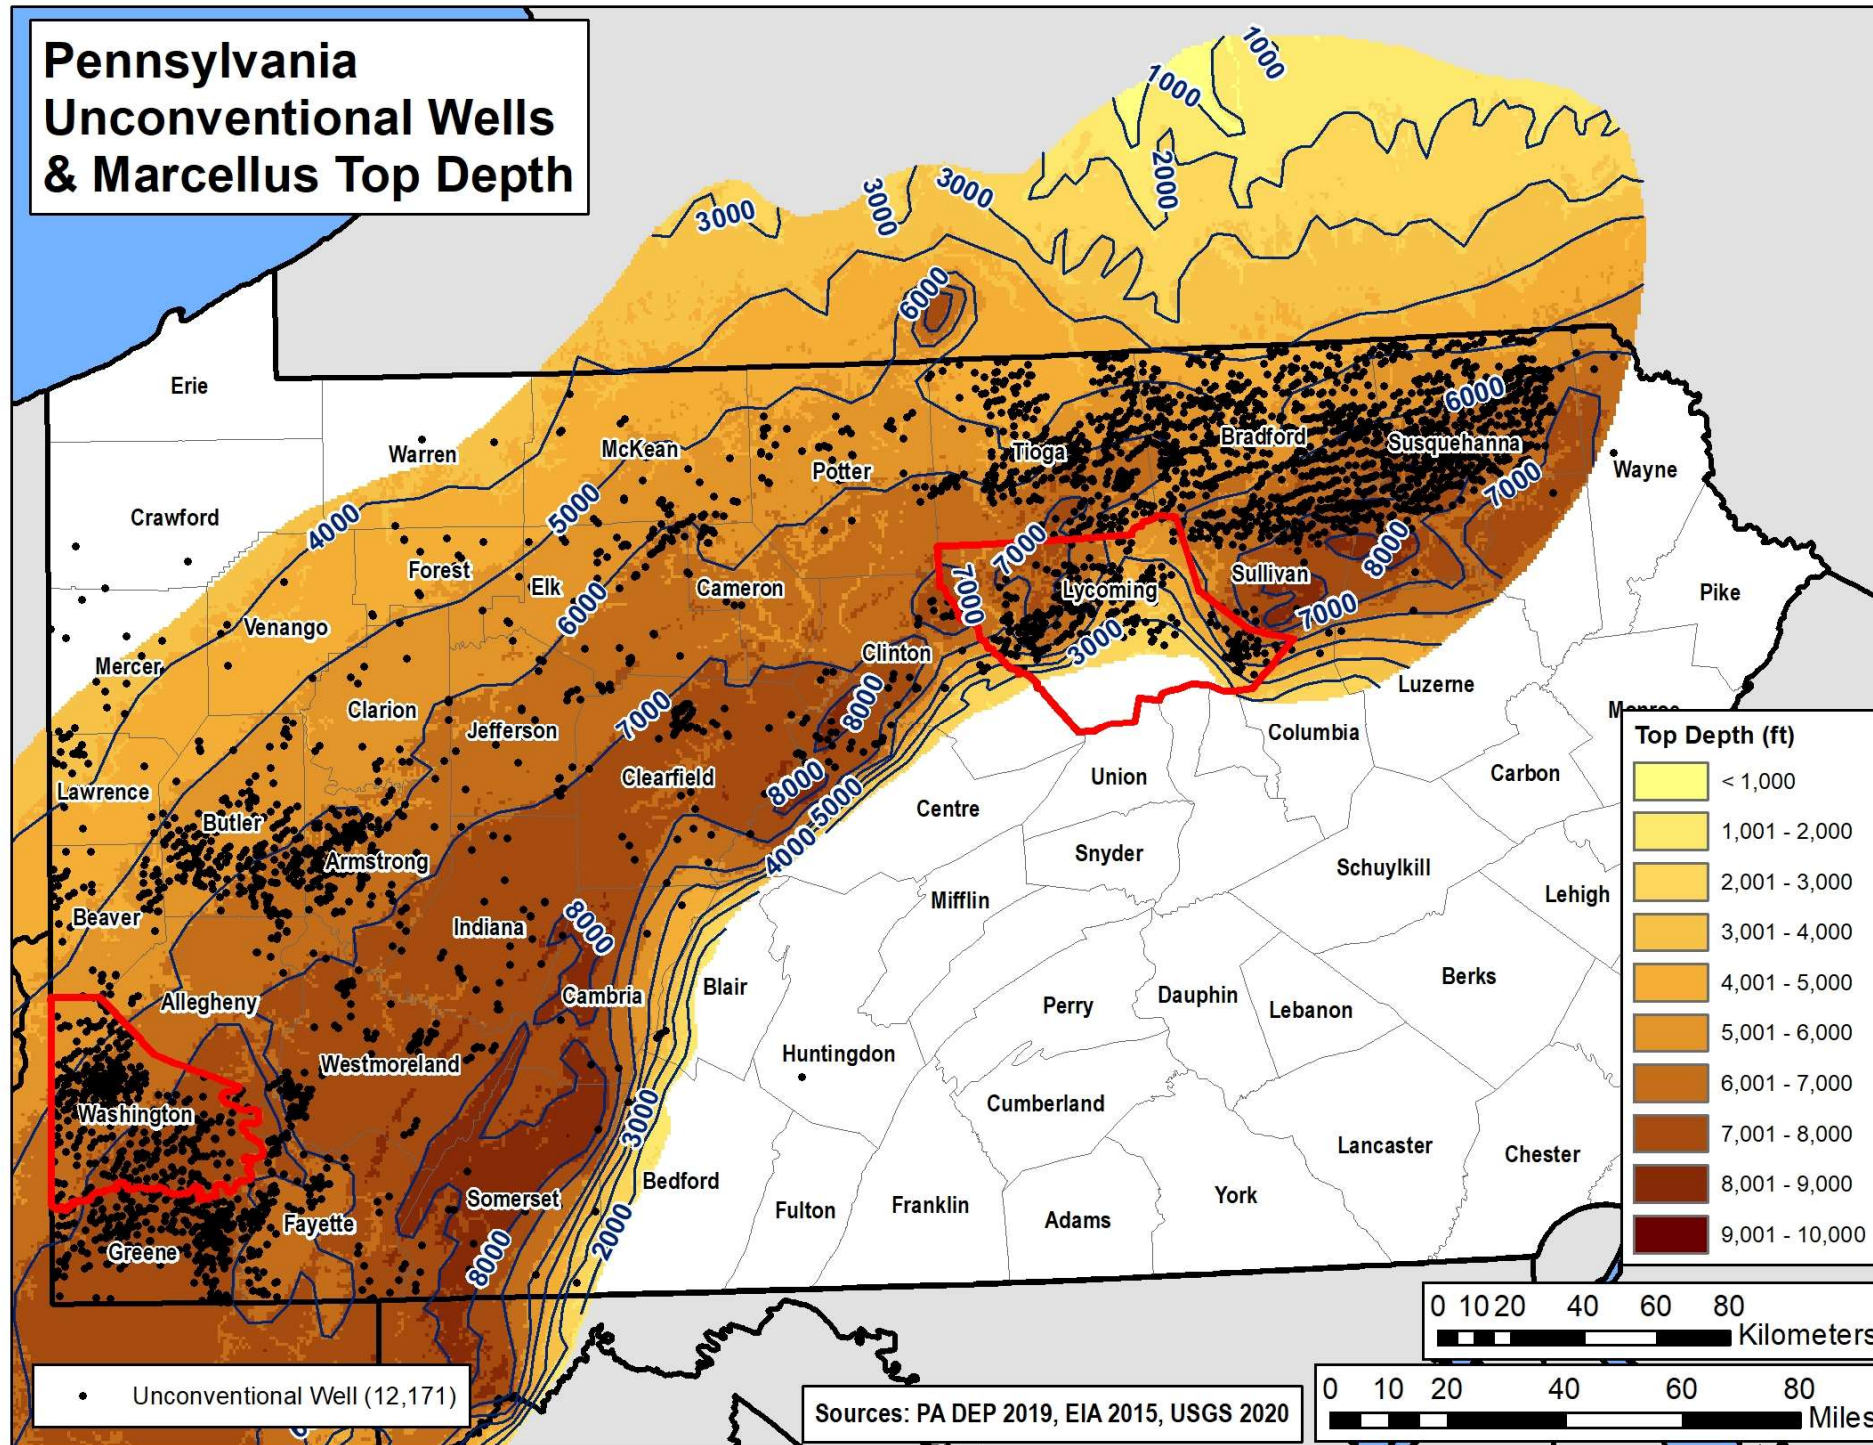 Pennsylvania
Unconventional Wells
& Marcellus Top Depth
1000
1000
2000
3000
3000
3000
6000
Erie
Warren
McKean
Potter
Tioga
Bradford
6000
Susquehanna
Wayne
Crawford
4000
5000
7000
7000
8000
Forest
Elk
6000
Cameron
7000
Lycoming
Sullivan
7000
Pike
Venango
Mercer
Clinton
3000
Luzerne
Clarion
Jefferson
7000
8000
Columbia
Monroe
Lawrence
Clearfield
8000
5000
4000
Centre
Union
Carbon
Butler
Armstrong
Snyder
Schuylkill
Lehigh
Mifflin
Beaver
Indiana
8000
Allegheny
Cambria
Blair
Perry
Dauphin
Lebanon
Berks
Westmoreland
Huntingdon
Washington
3000
Cumberland
Lancaster
Chester
Somerset
Bedford
Fulton
Franklin
Adams
York
Fayette
Greene
8000
2000
Top Depth (ft)
< 1,000
1,001 - 2,000
2,001 - 3,000
3,001 - 4,000
4,001 - 5,000
5,001 - 6,000
6,001 - 7,000
7,001 - 8,000
8,001 - 9,000
9,001 - 10,000
0 10 20 40 60 80
Kilometers
0 10 20 40 60 80
Miles
Unconventional Well (12,171)
Sources: PA DEP 2019, EIA 2015, USGS 2020